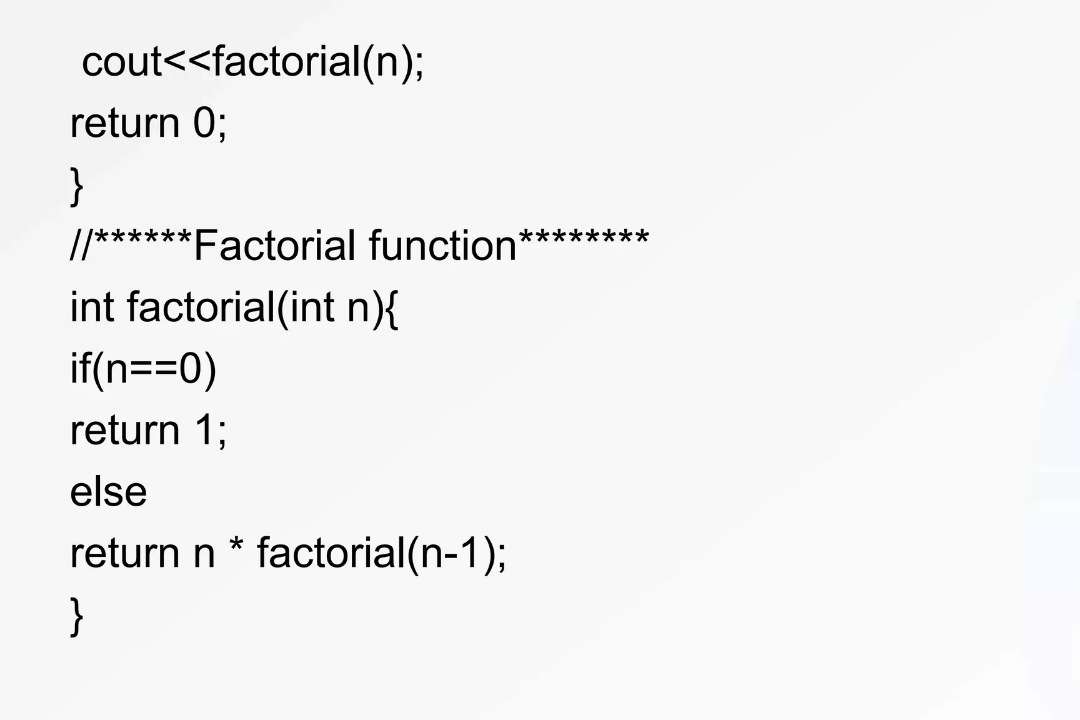 cout<<factorial(n);
return 0;
}
//******Factorial function********
int factorial(int n){
if(n==0)
return 1;
else
return n * factorial(n-1);
}